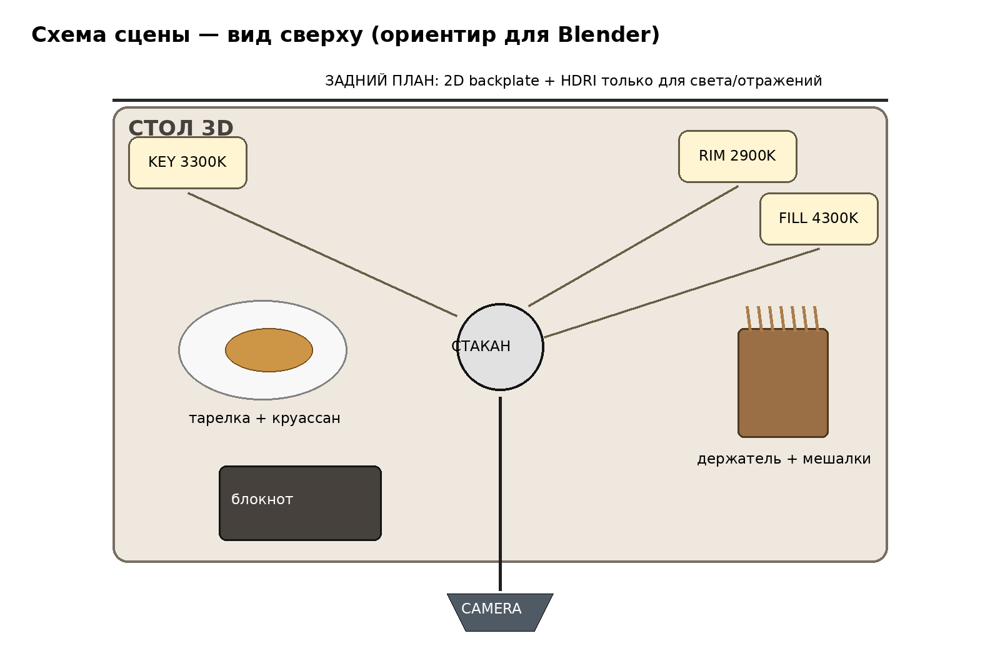 Схема сцены — вид сверху (ориентир для Blender)
ЗАДНИЙ ПЛАН: 2D backplate + HDRI только для света/отражений
СТОЛ 3D
KEY 3300K
RIM 2900K
FILL 4300K
СТАКАН
тарелка + круассан
держатель + мешалки
блокнот
CAMERA